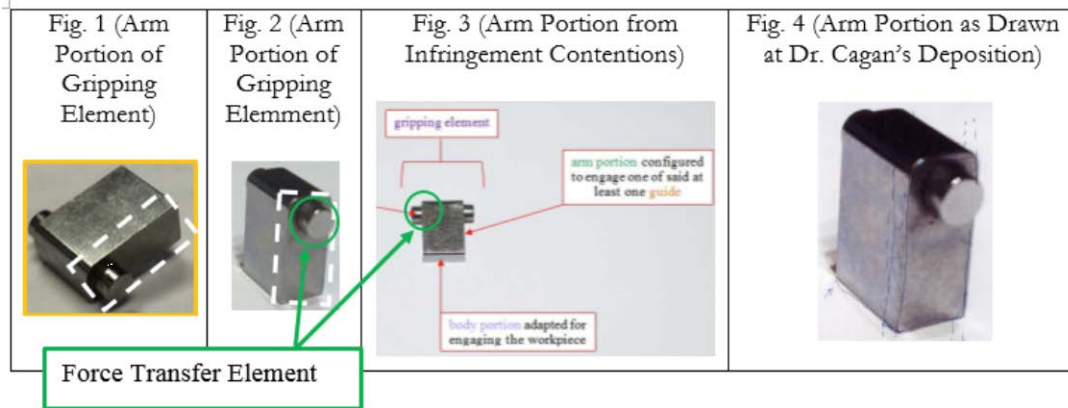 Fig. 1 (Arm
Portion of
Gripping
Element)
Fig. 2 (Arm
Portion of
Gripping
Elemment)
Fig. 3 (Arm Portion from
Infringement Contentions)
Fig. 4 (Arm Portion as Drawn
at Dr. Cagan's Deposition)
gripping element
arm portion configured
to engage one of said at
least one guide
body portion adapted for
engaging the workpiece
Force Transfer Element